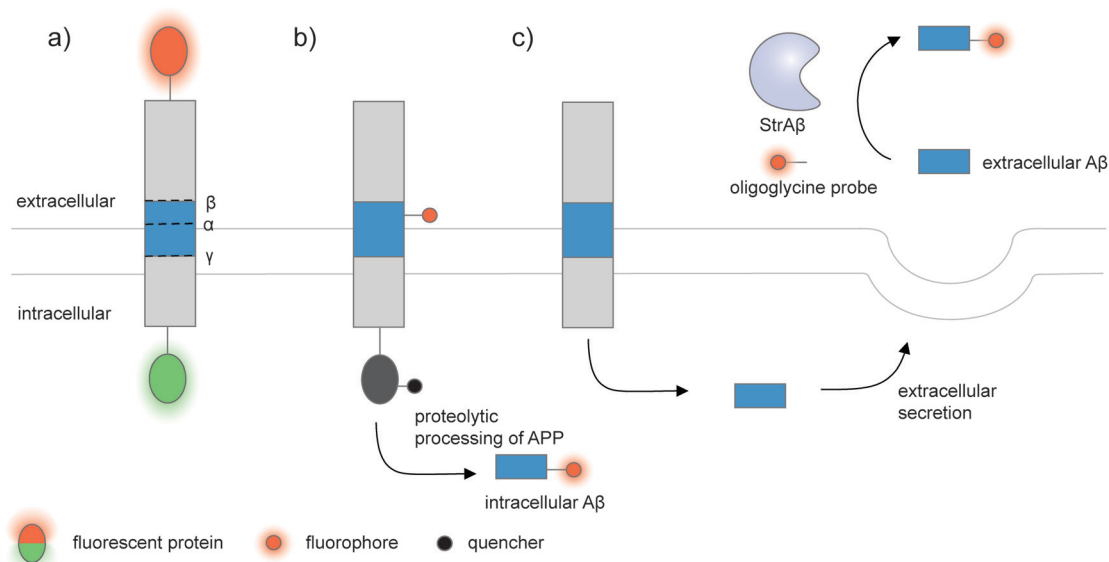 a)
b)
c)
StrAβ
oligoglycine probe
extracellular Aβ
extracellular
β
α
γ
intracellular
proteolytic
processing of APP
intracellular Aβ
extracellular
secretion
fluorescent protein
fluorophore
quencher